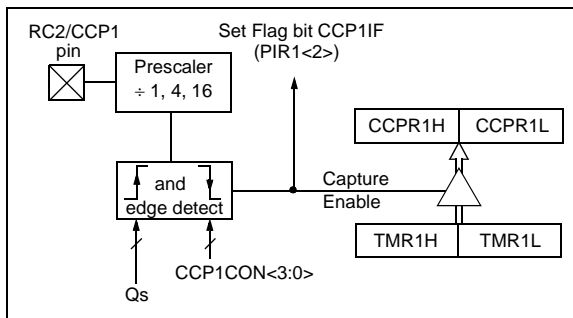 RC2/CCP1
pin
Set Flag bit CCP1IF
(PIR1<2>)
Prescaler
÷ 1, 4, 16
CCPR1H
CCPR1L
and
edge detect
Capture
Enable
TMR1H
TMR1L
CCP1CON<3:0>
Qs